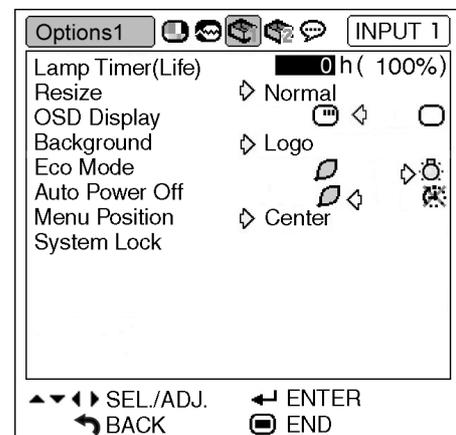 Options1 INPUT 1
Lamp Timer(Life) 0 h ( 100%)
Resize Normal
OSD Display
Background Logo
Eco Mode
Auto Power Off
Menu Position Center
System Lock
SEL./ADJ. ENTER
BACK END